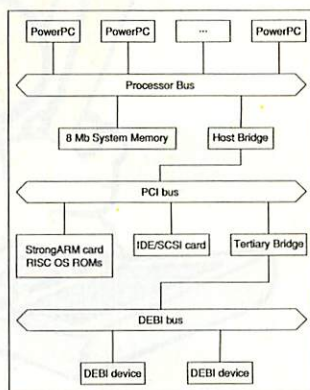 PowerPC PowerPC ... PowerPC
Processor Bus
8 Mb System Memory Host Bridge
PCI bus
StrongARM card IDE/SCSI card Tertiary Bridge
RISC OS ROMs
DEBI bus
DEBI device DEBI device